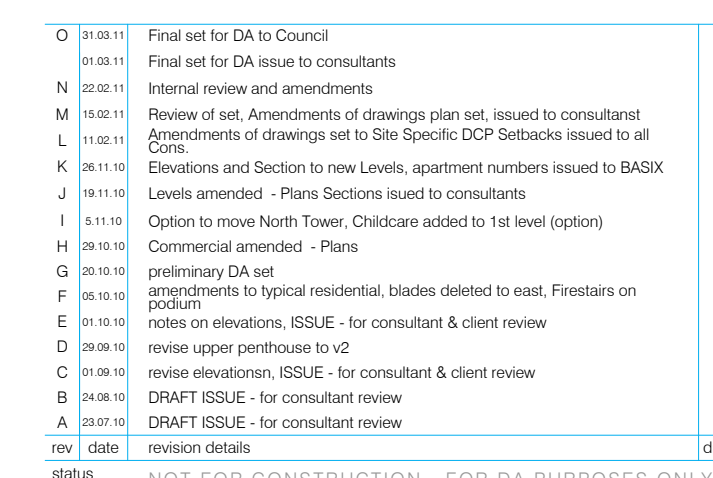 O 31.03.11 Final set for DA to Council
01.03.11 Final set for DA issue to consultants
N 22.02.11 Internal review and amendments
M 15.02.11 Review of set, Amendments of drawings plan set, issued to consultanst
L 11.02.11 Amendments of drawings set to Site Specific DCP Setbacks issued to all
Cons.
K 26.11.10 Elevations and Section to new Levels, apartment numbers issued to BASIX
J 19.11.10 Levels amended - Plans Sections isued to consultants
I 5.11.10 Option to move North Tower, Childcare added to 1st level (option)
H 29.10.10 Commercial amended - Plans
G 20.10.10 preliminary DA set
F 05.10.10 amendments to typical residential, blades deleted to east, Firestairs on
podium
E 01.10.10 notes on elevations, ISSUE - for consultant & client review
D 29.09.10 revise upper penthouse to v2
C 01.09.10 revise elevationsn, ISSUE - for consultant & client review
B 24.08.10 DRAFT ISSUE - for consultant review
A 23.07.10 DRAFT ISSUE - for consultant review
rev date revision details d
status NOT FOR CONSTRUCTION - FOR DA PURPOSES ONLY